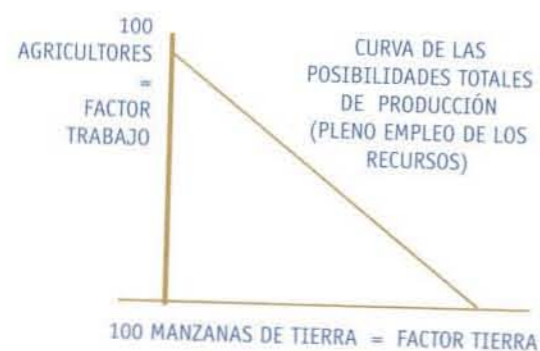 100
AGRICULTORES
=
FACTOR
TRABAJO
CURVA DE LAS
POSIBILIDADES TOTALES
DE PRODUCCIÓN
(PLENO EMPLEO DE LOS
RECURSOS)
100 MANZANAS DE TIERRA = FACTOR TIERRA